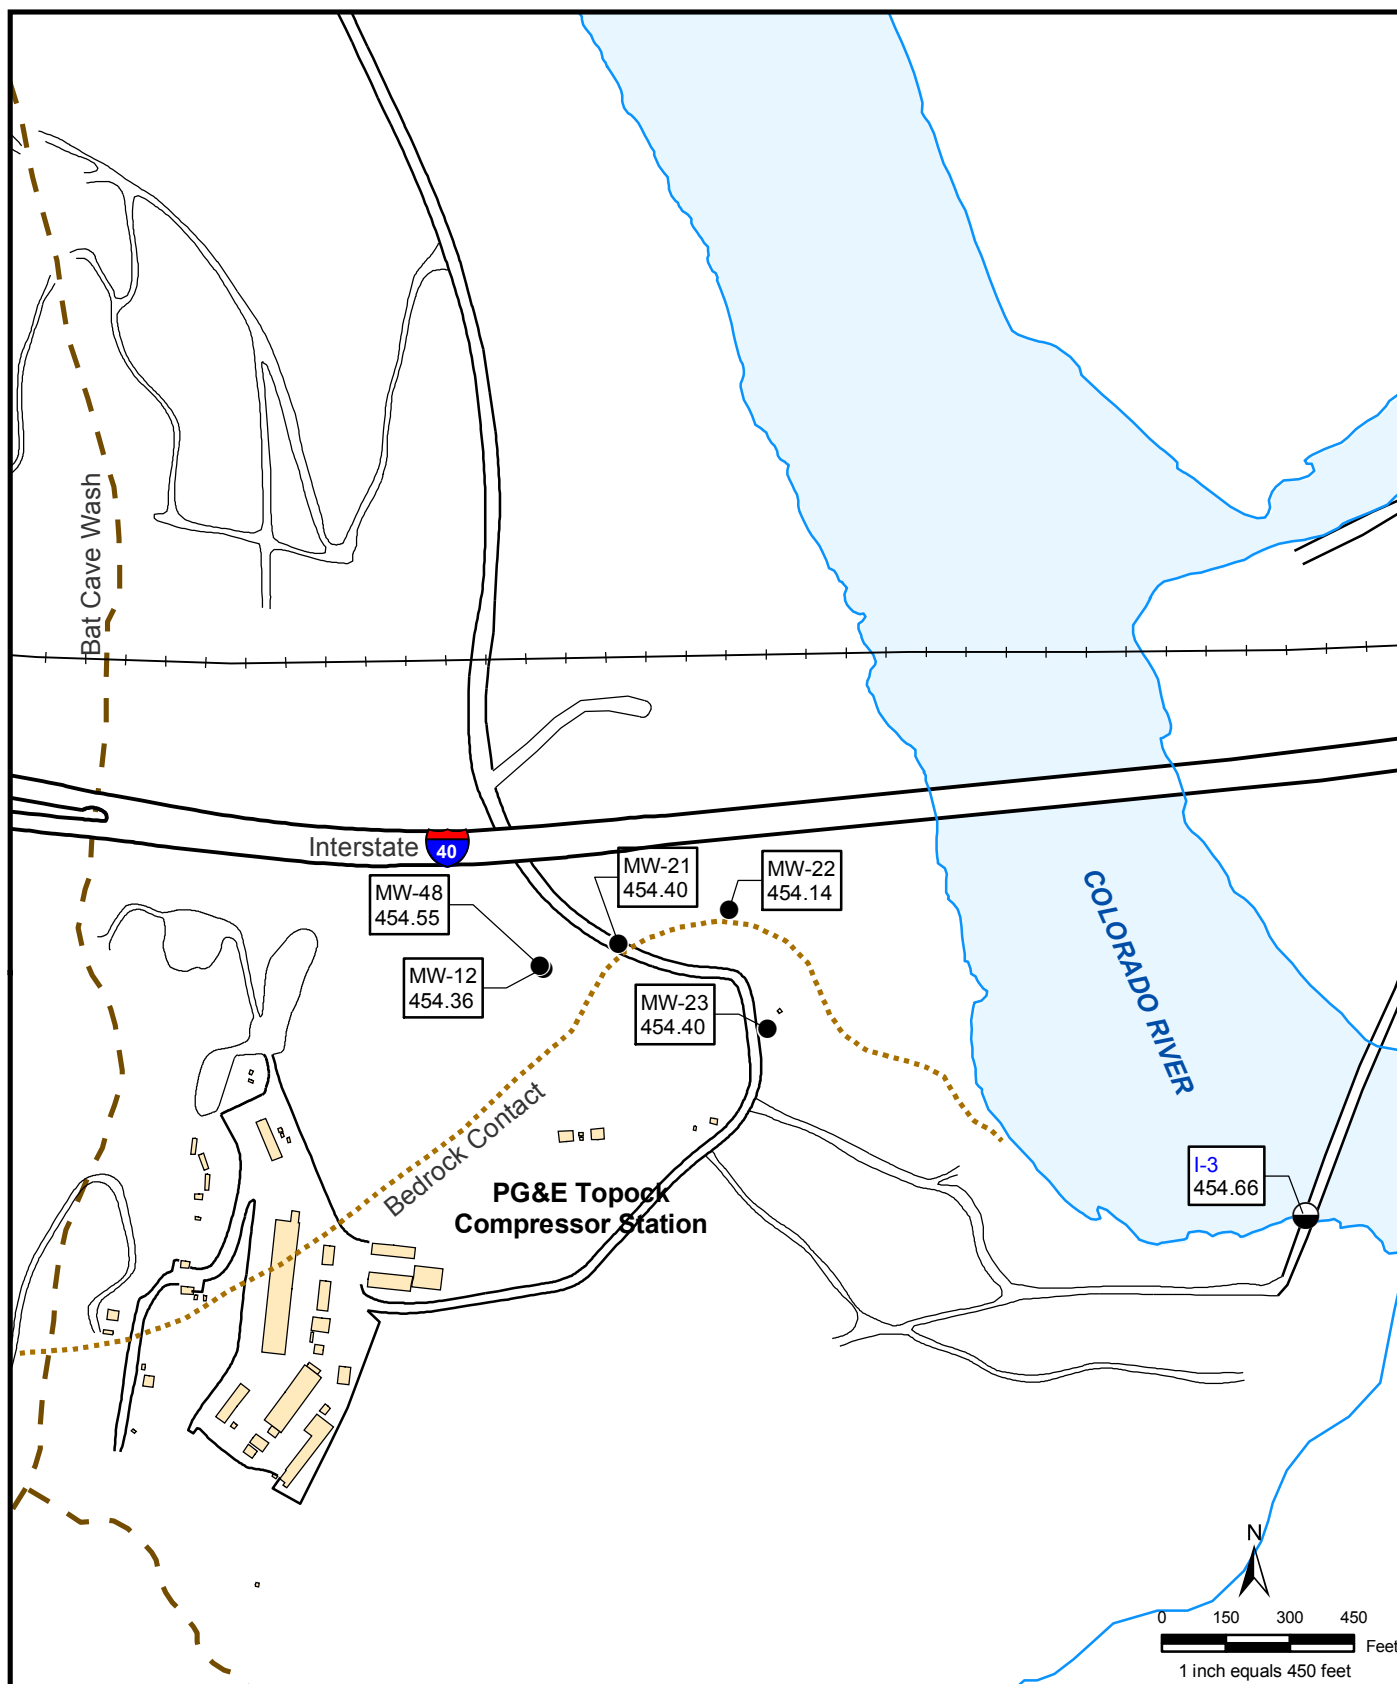 Bat Cave Wash
Interstate
40
MW-21
454.40
MW-22
454.14
MW-48
454.55
MW-12
454.36
MW-23
454.40
COLORADO RIVER
Bedrock Contact
PG&E Topock
Compressor Station
I-3
454.66
N
0 150 300 450
Feet
1 inch equals 450 feet